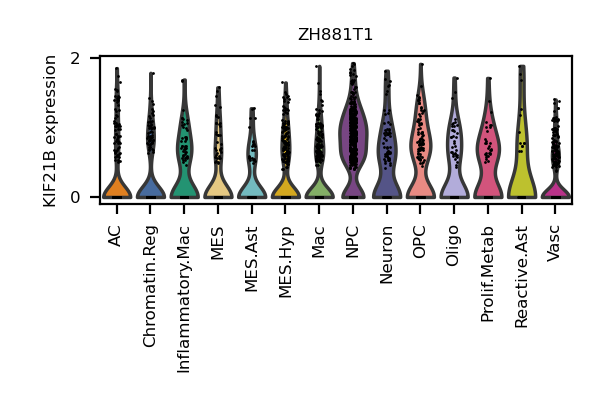 ZH881T1
KIF21B expression
2
0
AC
Chromatin.Reg
Inflammatory.Mac
MES
MES.Ast
MES.Hyp
Mac
NPC
Neuron
OPC
Oligo
Prolif.Metab
Reactive.Ast
Vasc